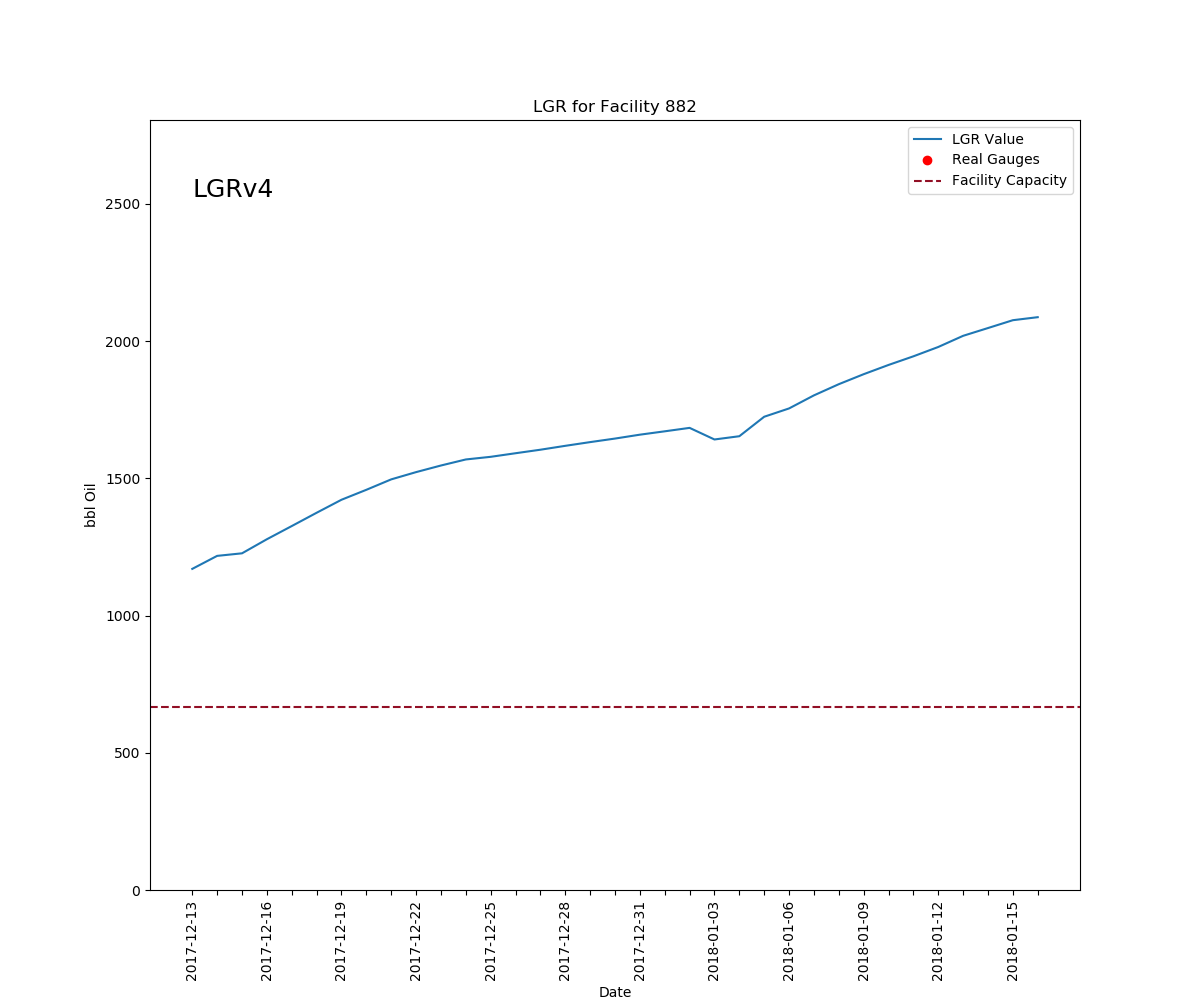 LGR for Facility 882
LGR Value
Real Gauges
Facility Capacity
LGRv4
2500
2000
1500
1000
500
0
bbl Oil
2017-12-13
2017-12-16
2017-12-19
2017-12-22
2017-12-25
2017-12-28
2017-12-31
2018-01-03
2018-01-06
2018-01-09
2018-01-12
2018-01-15
Date